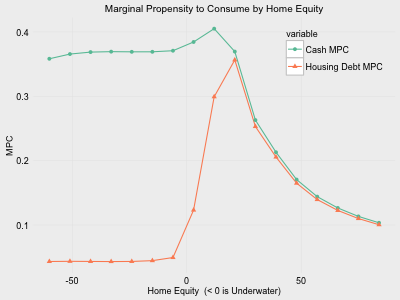 Marginal Propensity to Consume by Home Equity
variable
Cash MPC
Housing Debt MPC
MPC
0.4
0.3
0.2
0.1
-50
0
50
Home Equity (< 0 is Underwater)